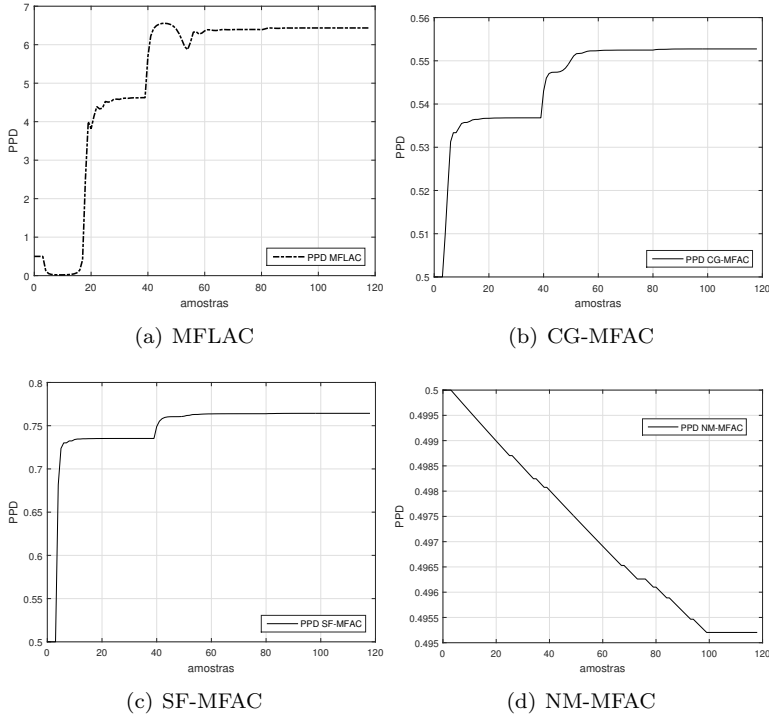 7
6
5
4
3
2
1
0
PPD
0 20 40 60 80 100 120
amostras
PPD MFLAC
(a) MFLAC
0.56
0.55
0.54
0.53
0.52
0.51
0.5
PPD
0 20 40 60 80 100 120
amostras
PPD CG-MFAC
(b) CG-MFAC
0.8
0.75
0.7
0.65
0.6
0.55
0.5
PPD
0 20 40 60 80 100 120
amostras
PPD SF-MFAC
(c) SF-MFAC
0.5
0.4995
0.499
0.4985
0.498
0.4975
0.497
0.4965
0.496
0.4955
0.495
PPD
0 20 40 60 80 100 120
amostras
PPD NM-MFAC
(d) NM-MFAC